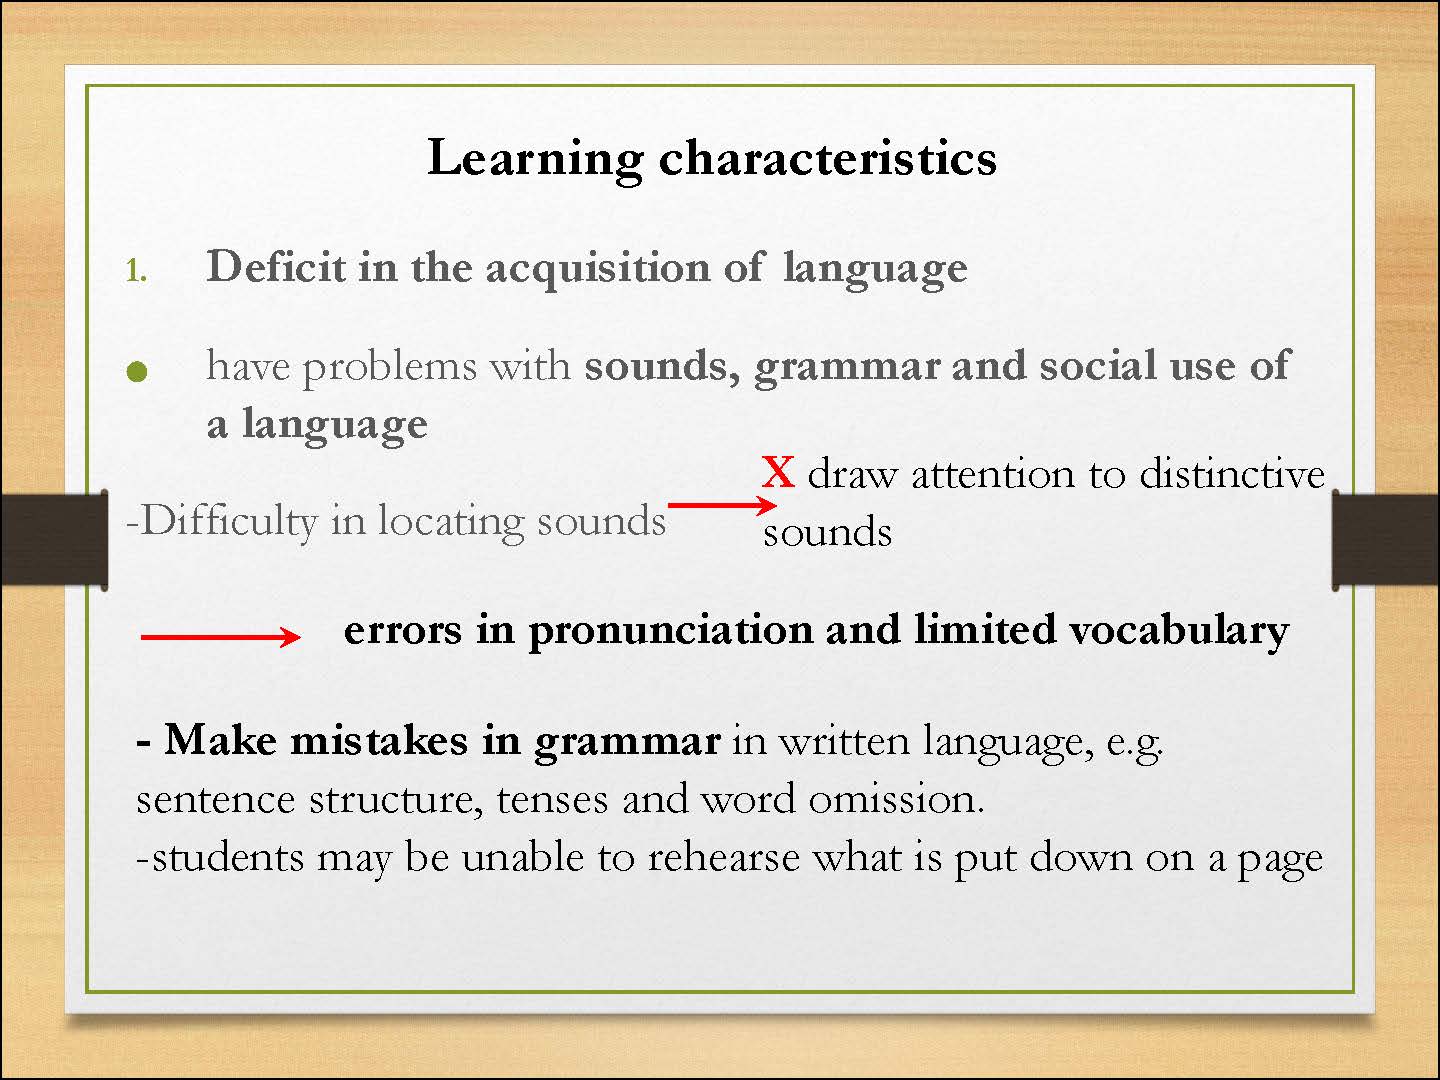 Learning characteristics
1. Deficit in the acquisition of language
● have problems with sounds, grammar and social use of
a language
-Difficulty in locating sounds
X draw attention to distinctive
sounds
errors in pronunciation and limited vocabulary
- Make mistakes in grammar in written language, e.g.
sentence structure, tenses and word omission.
-students may be unable to rehearse what is put down on a page